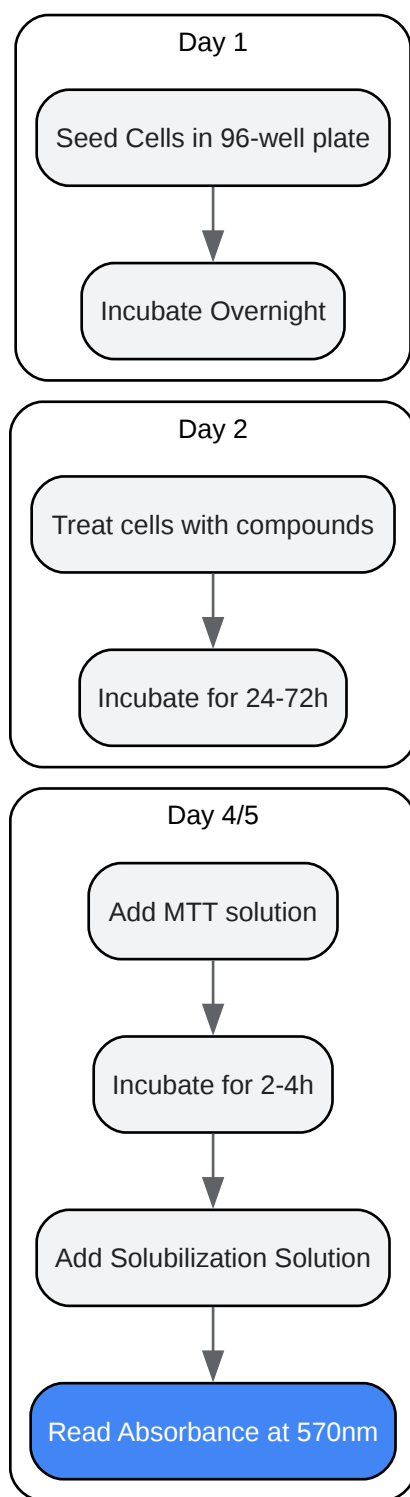 Day 1
Seed Cells in 96-well plate
Incubate Overnight
Day 2
Treat cells with compounds
Incubate for 24-72h
Day 4/5
Add MTT solution
Incubate for 2-4h
Add Solubilization Solution
Read Absorbance at 570nm